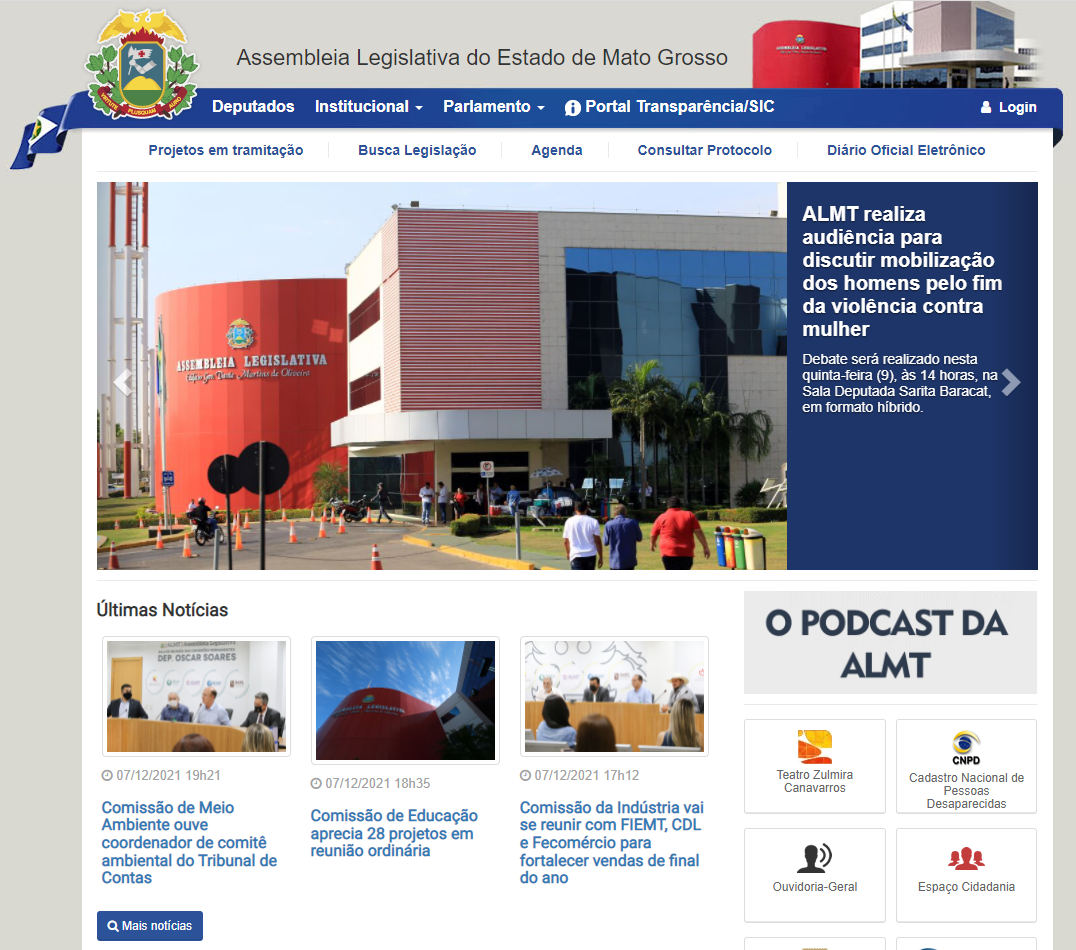 Assembleia Legislativa do Estado de Mato Grosso
Deputados Institucional Parlamento Portal Transparência/SIC Login
Projetos em tramitação Busca Legislação Agenda Consultar Protocolo Diário Oficial Eletrônico
ASSEMBLEIA LEGISLATIVA
Edifício Gov. Dante Martins de Oliveira
ALMT realiza
audiência para
discutir mobilização
dos homens pelo fim
da violência contra
mulher
Debate será realizado nesta
quinta-feira (9), às 14 horas, na
Sala Deputada Sarita Baracat,
em formato híbrido.
Últimas Notícias
DEP. OSCAR SOARES
07/12/2021 19h21
Comissão de Meio
Ambiente ouve
coordenador de comitê
ambiental do Tribunal de
Contas
07/12/2021 18h35
Comissão de Educação
aprecia 28 projetos em
reunião ordinária
07/12/2021 17h12
Comissão da Indústria vai
se reunir com FIEMT, CDL
e Fecomércio para
fortalecer vendas de final
do ano
Mais notícias
O PODCAST DA
ALMT
Teatro Zulmira
Canavarros
CNPD
Cadastro Nacional de
Pessoas
Desaparecidas
Ouvidoria-Geral
Espaço Cidadania